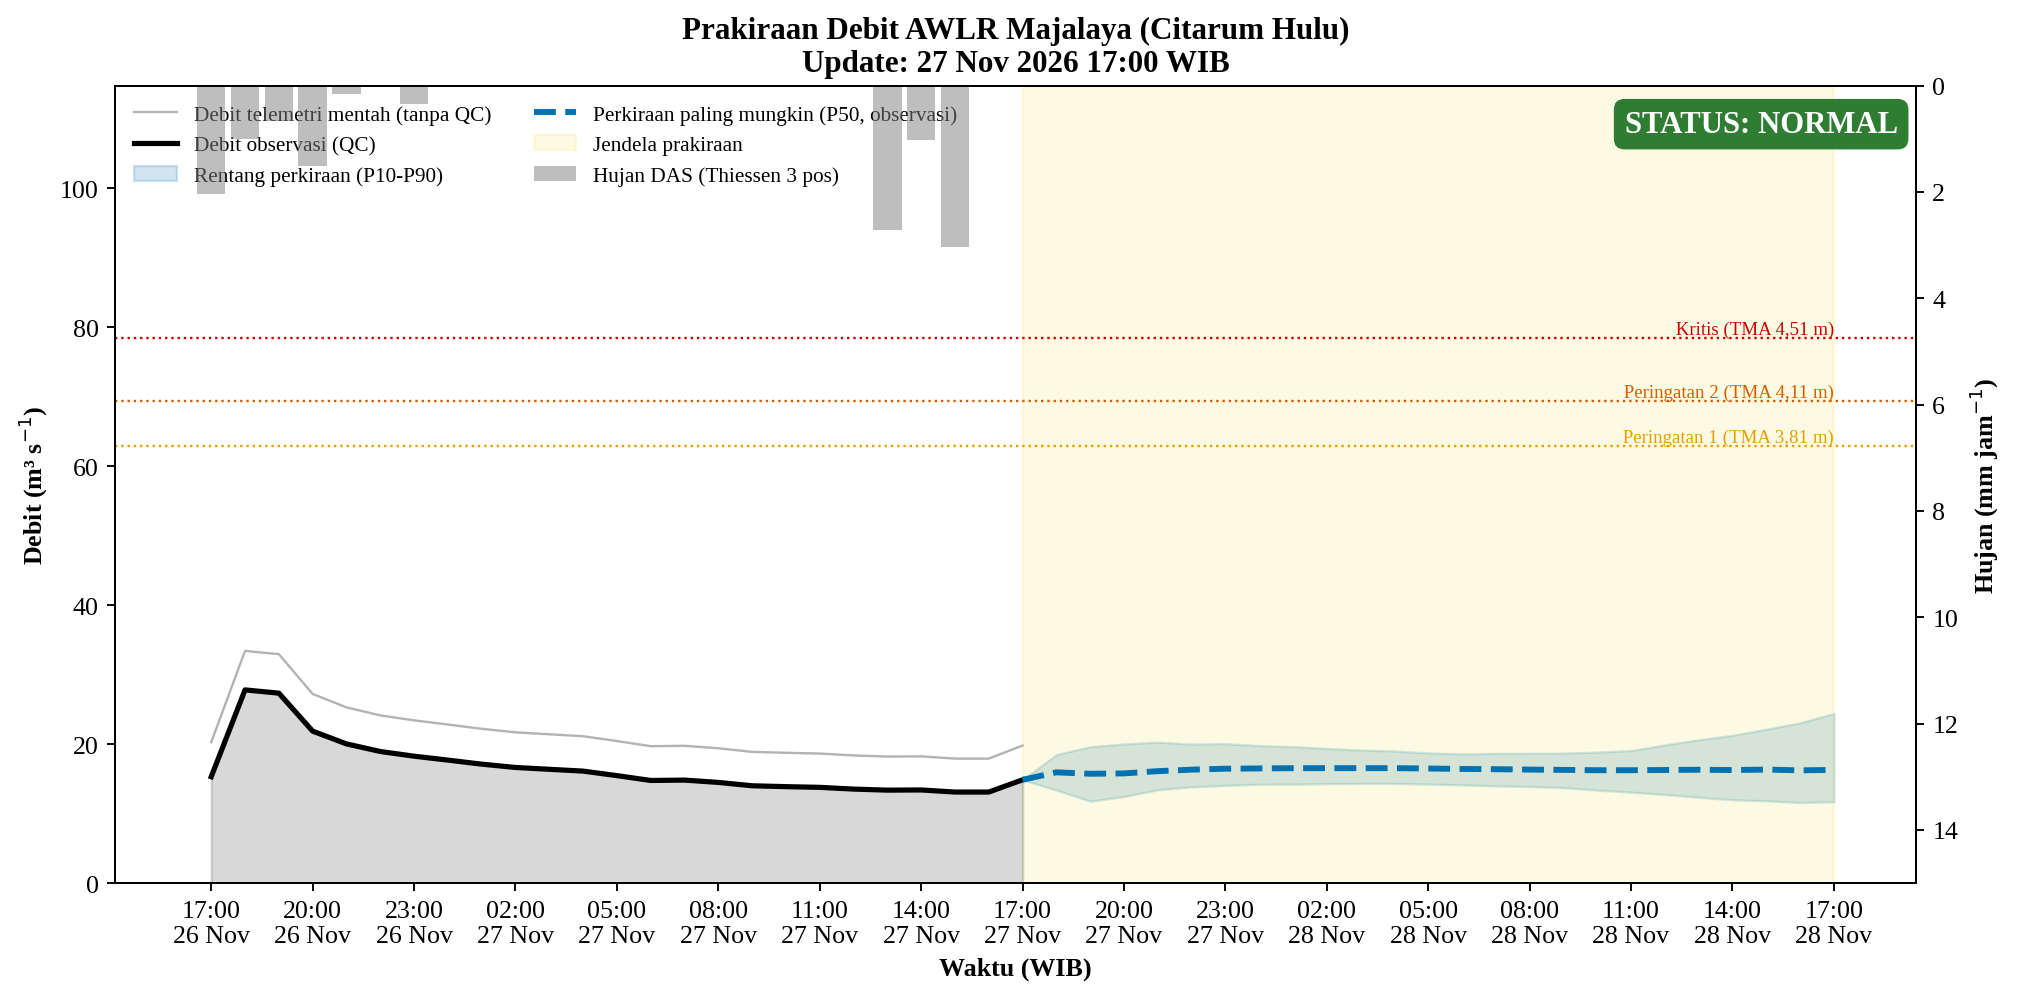 Prakiraan Debit AWLR Majalaya (Citarum Hulu)
Update: 27 Nov 2026 17:00 WIB
Debit telemetri mentah (tanpa QC)
Debit observasi (QC)
Rentang perkiraan (P10-P90)
Perkiraan paling mungkin (P50, observasi)
Jendela prakiraan
Hujan DAS (Thiessen 3 pos)
STATUS: NORMAL
Kritis (TMA 4,51 m)
Peringatan 2 (TMA 4,11 m)
Peringatan 1 (TMA 3,81 m)
Debit (m³ s⁻¹)
100
80
60
40
20
0
Hujan (mm jam⁻¹)
0
2
4
6
8
10
12
14
17:00 20:00 23:00 02:00 05:00 08:00 11:00 14:00 17:00 20:00 23:00 02:00 05:00 08:00 11:00 14:00 17:00
26 Nov 26 Nov 26 Nov 27 Nov 27 Nov 27 Nov 27 Nov 27 Nov 27 Nov 27 Nov 27 Nov 28 Nov 28 Nov 28 Nov 28 Nov 28 Nov 28 Nov
Waktu (WIB)